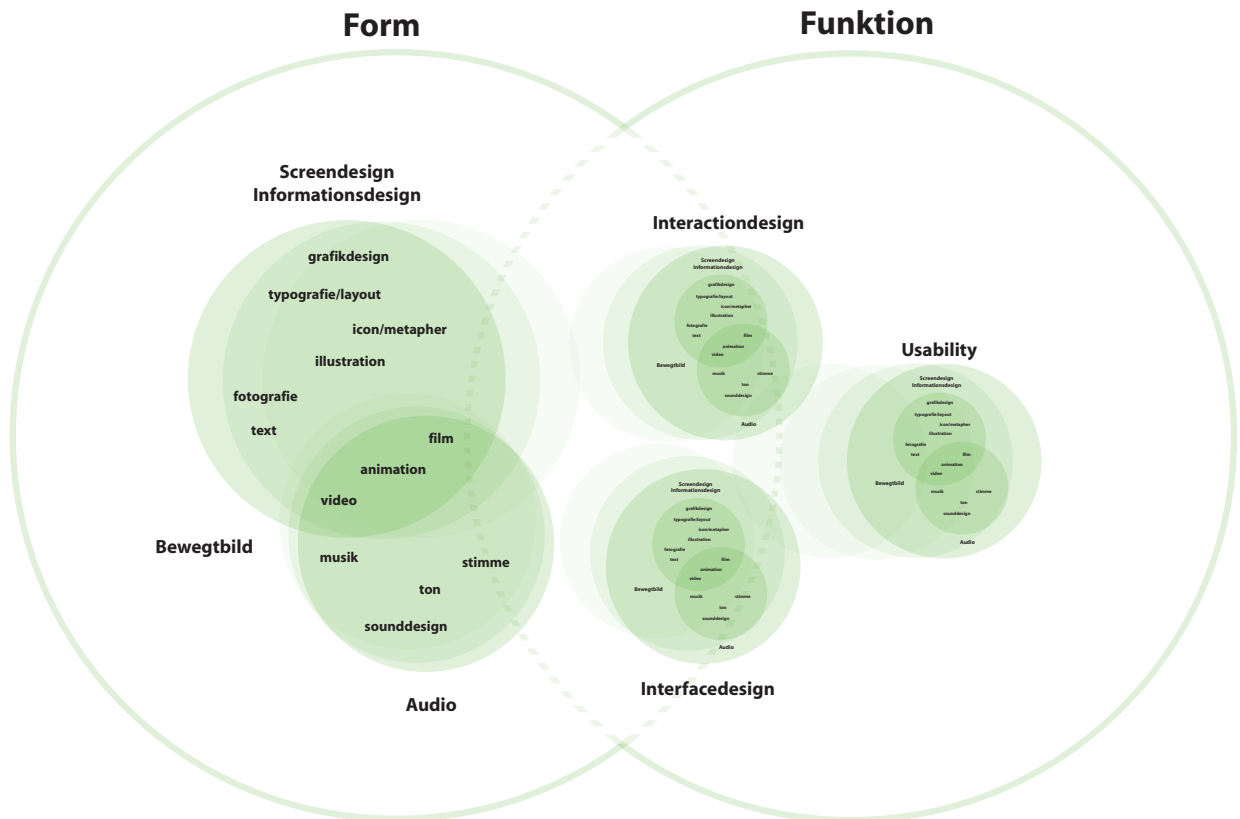 Form
Funktion
Screendesign
Informationsdesign
grafikdesign
typografie/layout
icon/metapher
illustration
fotografie
text
film
animation
video
Bewegtbild
musik
stimme
ton
sounddesign
Audio
Interactiondesign
Screendesign
Informationsdesign
grafikdesign
typografie/layout
icon/metapher
illustration
fotografie
text
film
animation
video
Bewegtbild
musik
stimme
ton
sounddesign
Audio
Screendesign
Informationsdesign
grafikdesign
typografie/layout
icon/metapher
illustration
fotografie
text
film
animation
video
Bewegtbild
musik
stimme
ton
sounddesign
Audio
Interfacedesign
Usability
Screendesign
Informationsdesign
grafikdesign
typografie/layout
icon/metapher
illustration
fotografie
text
film
animation
video
Bewegtbild
musik
stimme
ton
sounddesign
Audio